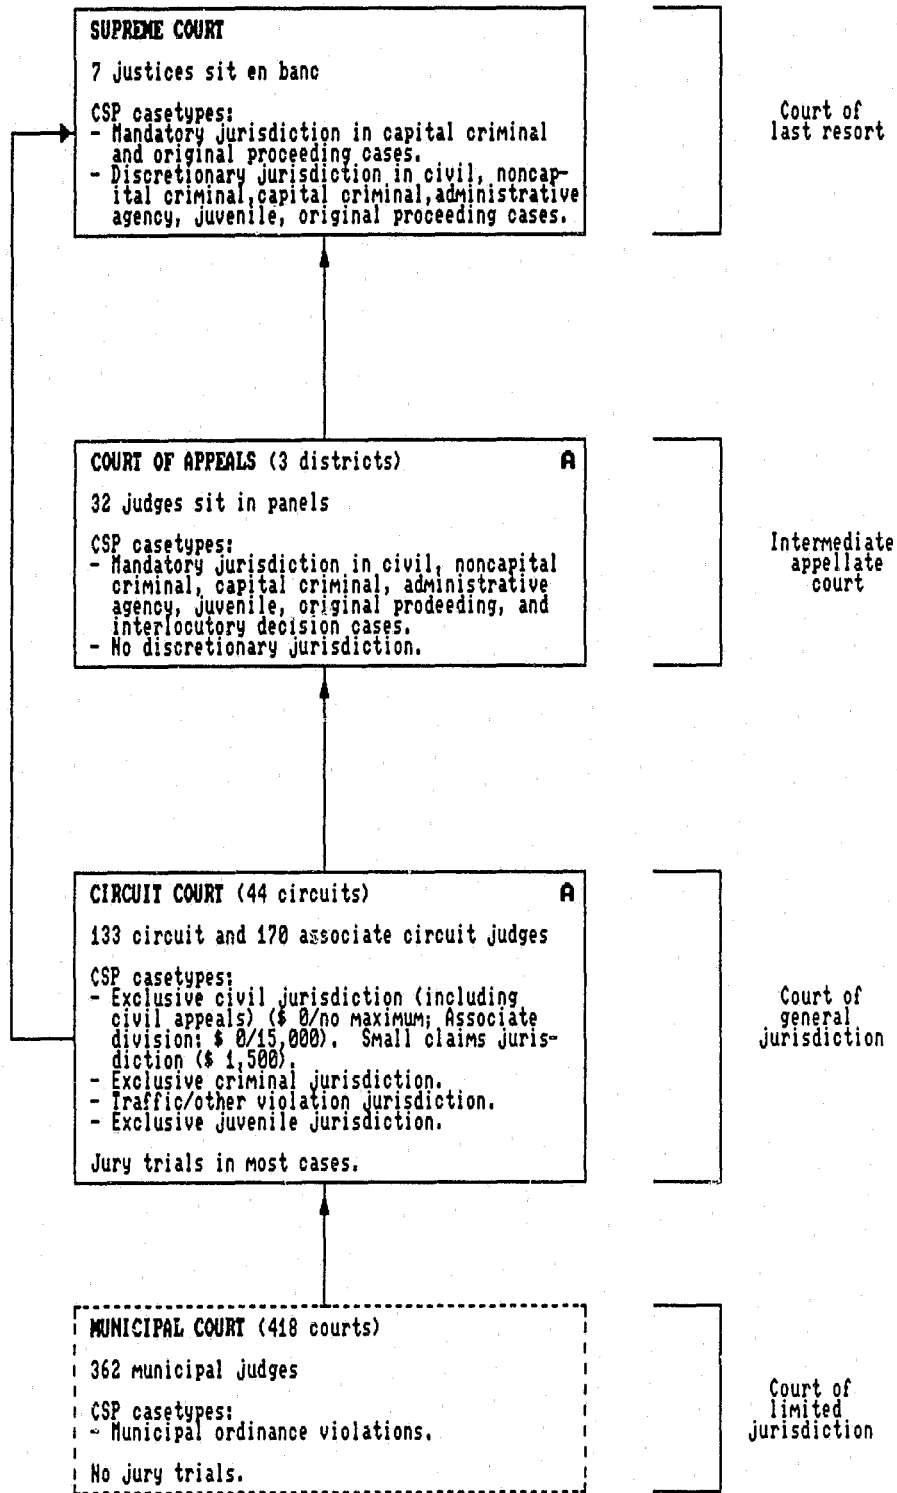 SUPREME COURT
7 justices sit en banc
CSP casetypes:
- Mandatory jurisdiction in capital criminal
and original proceeding cases.
- Discretionary jurisdiction in civil, noncap-
ital criminal,capital criminal,administrative
agency, juvenile, original proceeding cases.
Court of
last resort
COURT OF APPEALS (3 districts) A
32 judges sit in panels
CSP casetypes:
- Mandatory jurisdiction in civil, noncapital
criminal, capital criminal, administrative
agency, juvenile, original prodeeding, and
interlocutory decision cases.
- No discretionary jurisdiction.
Intermediate
appellate
court
CIRCUIT COURT (44 circuits) A
133 circuit and 170 associate circuit judges
CSP casetypes:
- Exclusive civil jurisdiction (including
civil appeals) ($ 0/no maximum; Associate
division: $ 0/15,000). Small claims juris-
diction ($ 1,500).
- Exclusive criminal jurisdiction.
- Traffic/other violation jurisdiction.
- Exclusive juvenile jurisdiction.
Jury trials in most cases.
Court of
general
jurisdiction
MUNICIPAL COURT (418 courts)
362 municipal judges
CSP casetypes:
- Municipal ordinance violations.
No jury trials.
Court of
limited
jurisdiction